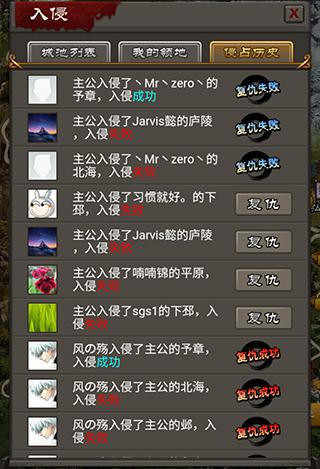 入侵
X
城池列表
我的领地
侵占历史
主公入侵了丶Mr丶zero丶的
予章，入侵成功
复仇失败
主公入侵了Jarvis懿的庐陵
，入侵失败
复仇失败
主公入侵了丶Mr丶zero丶的
北海，入侵失败
复仇失败
主公入侵了习惯就好。的下
邳，入侵失败
复仇
主公入侵了Jarvis懿的庐陵
，入侵失败
复仇
主公入侵了喃喃锦的平原，
入侵失败
复仇
主公入侵了sgs1的下邳，入
侵失败
复仇
风の殇入侵了主公的予章，
入侵成功
复仇成功
风の殇入侵了主公的北海，
入侵失败
复仇成功
风の殇入侵了主公的邺，入
侵失败
复仇成功